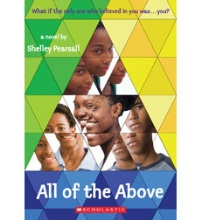 What if the only one who believed in you was... you?
a novel by
Shelley Pearsall
All of the Above
SCHOLASTIC